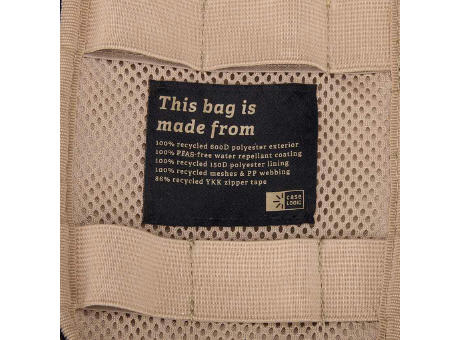 This bag is
made from
100% recycled 600D polyester exterior
100% PFAS-free water repellant coating
100% recycled 150D polyester lining
100% recycled meshes & PP webbing
86% recycled YKK zipper tape
case
LOGIC